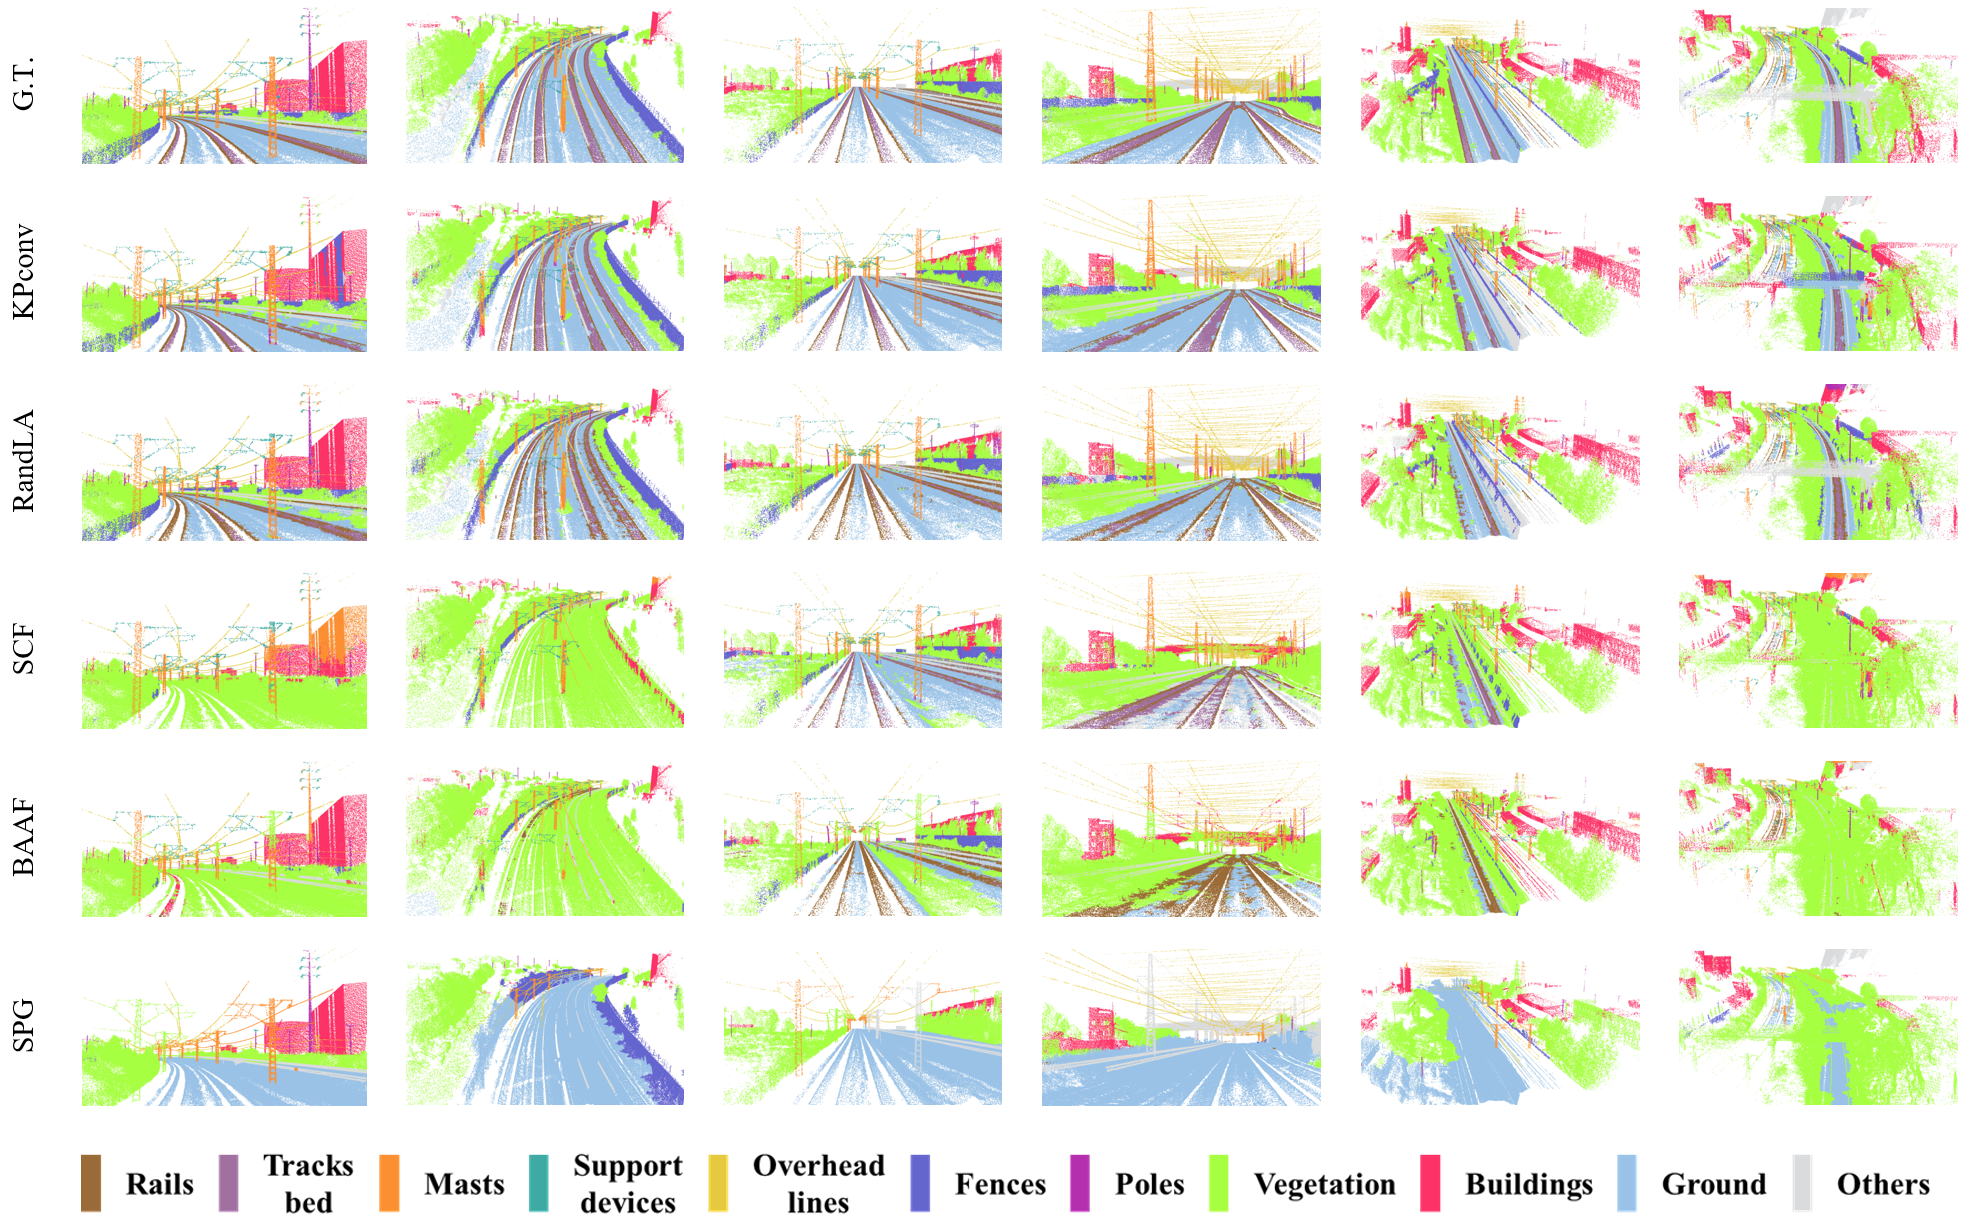 G.T.
KPconv
RandLA
SCF
BAAF
SPG
Rails
Tracks
bed
Masts
Support
devices
Overhead
lines
Fences
Poles
Vegetation
Buildings
Ground
Others